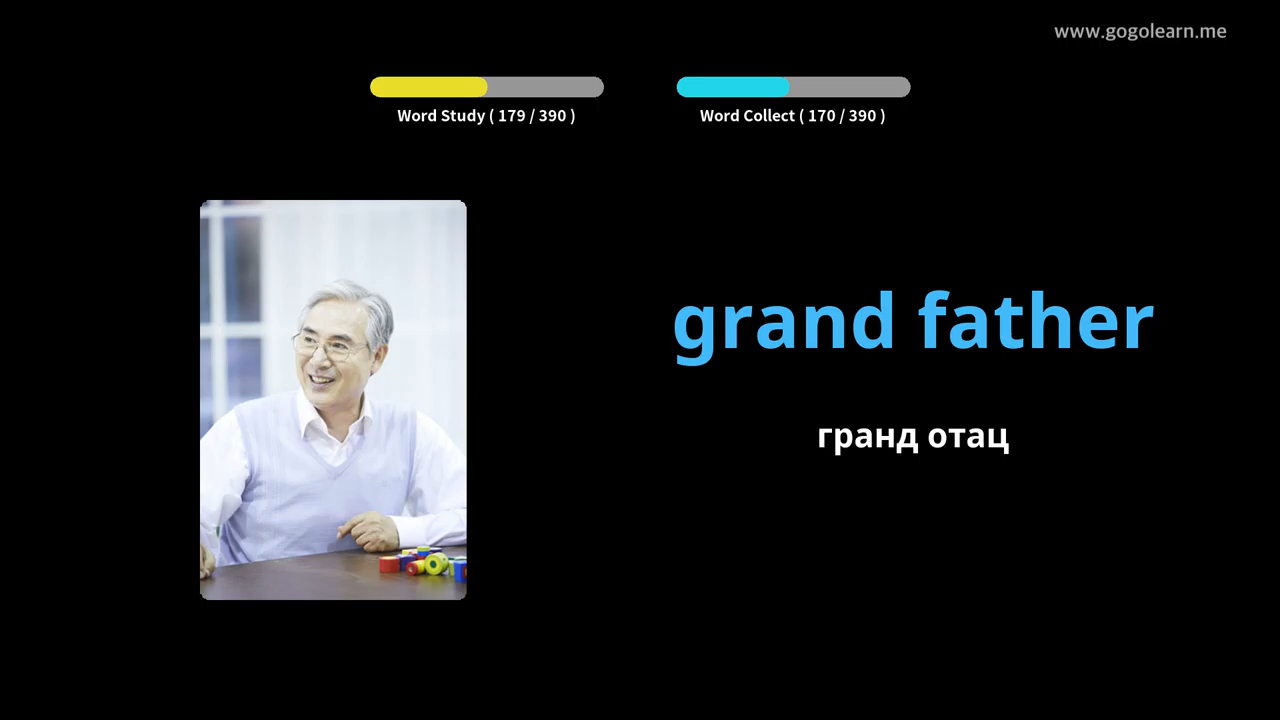 www.gogolearn.me
Word Study ( 179 / 390 )
Word Collect ( 170 / 390 )
grand father
гранд отац